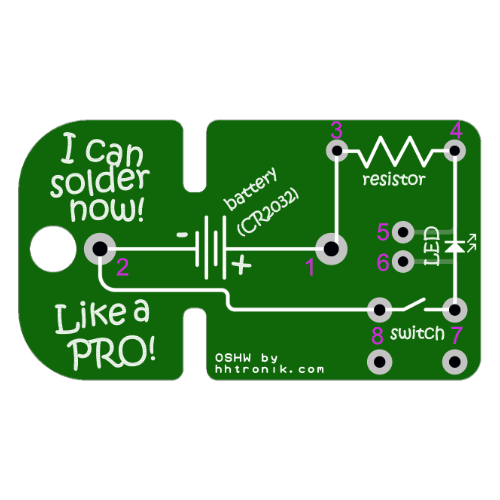 I can
solder
now!
Like a
PRO!
battery
(CR2032)
-
+
1
2
3
4
resistor
5
6
LED
8
7
switch
OSHW by
hhtronik.com